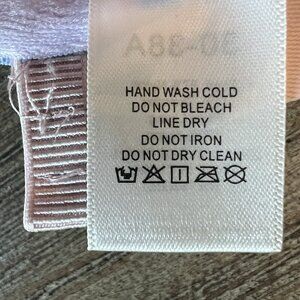 HAND WASH COLD
DO NOT BLEACH
LINE DRY
DO NOT IRON
DO NOT DRY CLEAN